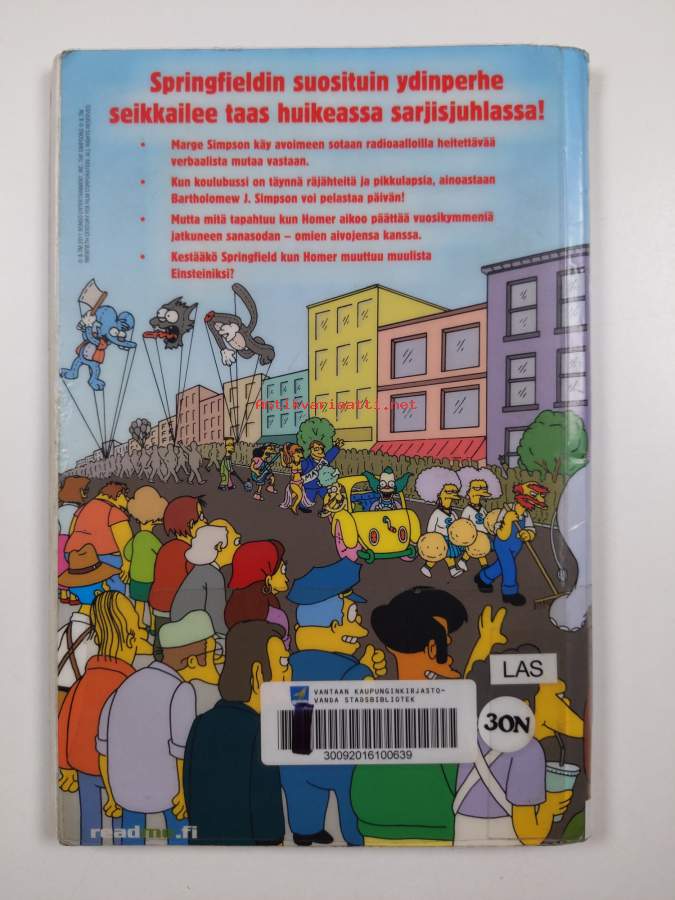 Springfieldin suosituin ydinperhe
seikkailee taas huikeassa sarjisjuhlassa!
• Marge Simpson käy avoimeen sotaan radioaalloilla heitettävää
verbaalista mutaa vastaan.
• Kun koulubussi on täynnä räjähteitä ja pikkulapsia, ainoastaan
Bartholomew J. Simpson voi pelastaa päivän!
• Mutta mitä tapahtuu kun Homer aikoo päättää vuosikymmeniä
jatkuneen sanasodan – omien aivojensa kanssa.
• Kestääkö Springfield kun Homer muuttuu muulista
Einsteiniksi?
Antikvariaatti.net
LAS
VANTAAN KAUPUNGINKIRJASTO-
VANDA STADSBIBLIOTEK
30092016100639
3ON
readme.fi